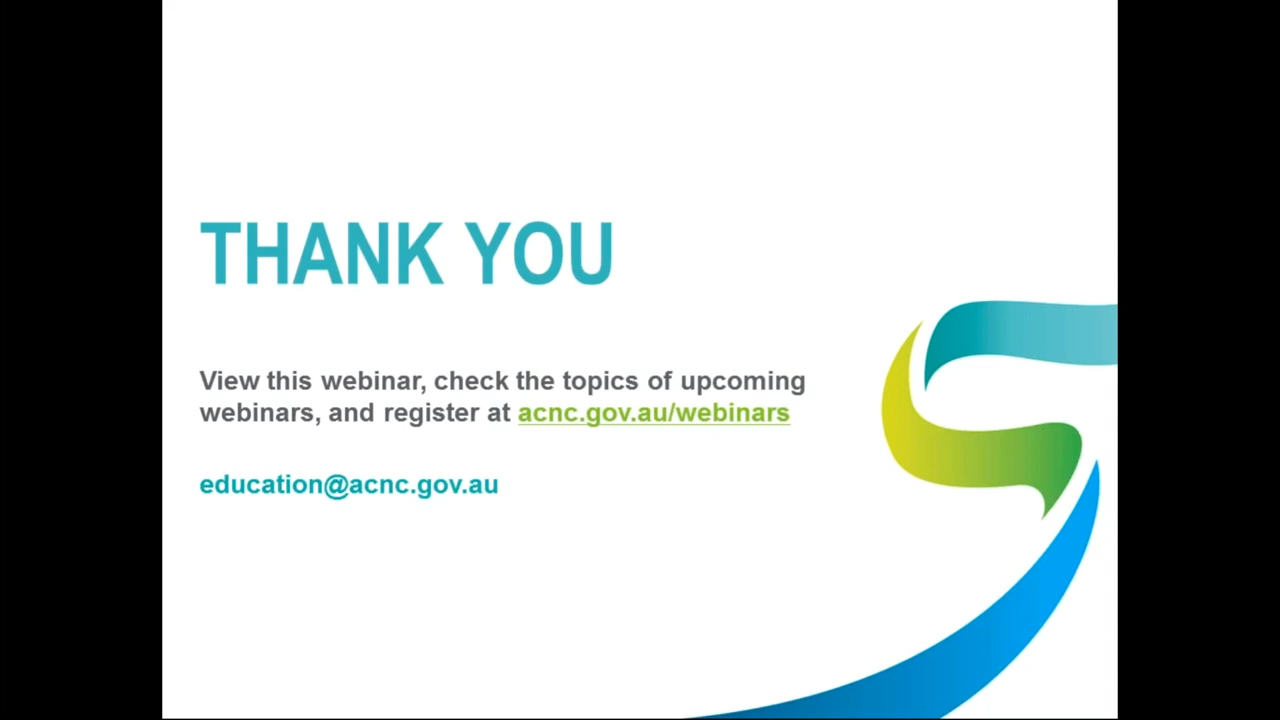 THANK YOU
View this webinar, check the topics of upcoming
webinars, and register at acnc.gov.au/webinars
education@acnc.gov.au